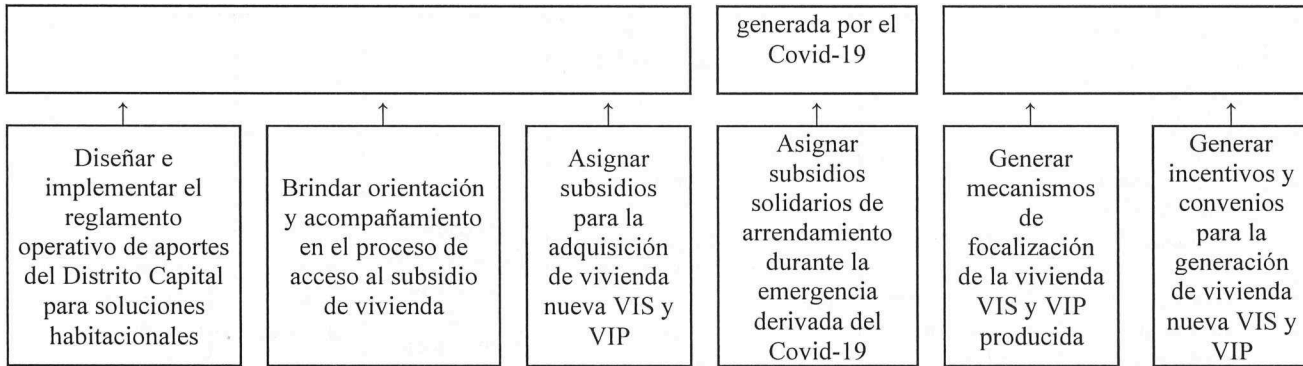 generada por el
Covid-19
Diseñar e
implementar el
reglamento
operativo de aportes
del Distrito Capital
para soluciones
habitacionales
Brindar orientación
y acompañamiento
en el proceso de
acceso al subsidio
de vivienda
Asignar
subsidios
para la
adquisición
de vivienda
nueva VIS y
VIP
Asignar
subsidios
solidarios de
arrendamiento
durante la
emergencia
derivada del
Covid-19
Generar
mecanismos
de
focalización
de la vivienda
VIS y VIP
producida
Generar
incentivos y
convenios
para la
generación
de vivienda
nueva VIS y
VIP